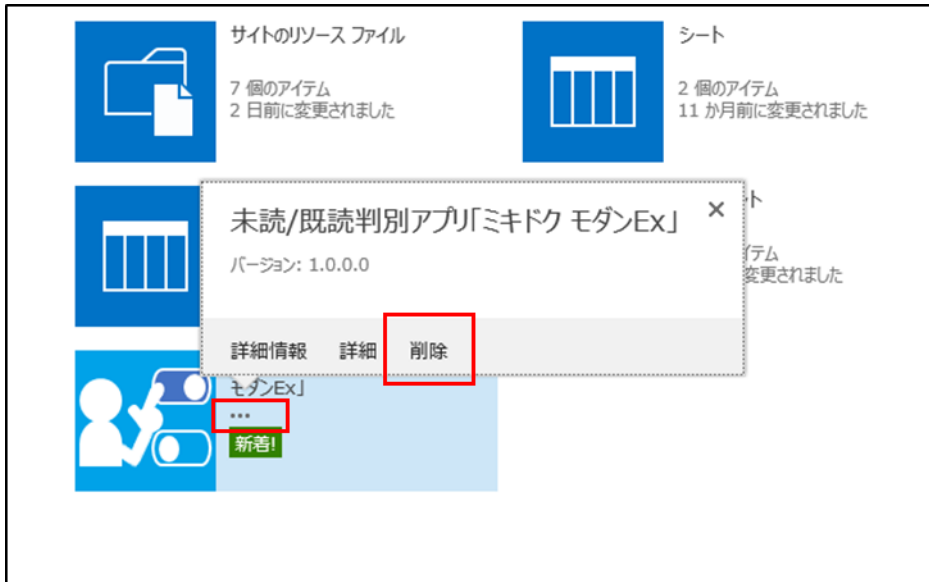 サイトのリソース ファイル
7 個のアイテム
2 日前に変更されました
シート
2 個のアイテム
11 か月前に変更されました
未読/既読判別アプリ「ミキドク モダンEx」
バージョン: 1.0.0.0
詳細情報 詳細 削除
ト
イテム
変更されました
モダンEx」
...
新着!